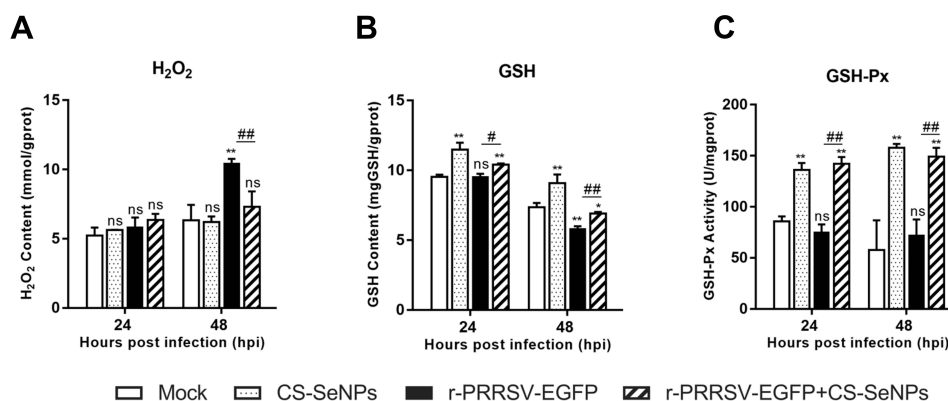 A
B
C
H₂O₂
GSH
GSH-Px
H₂O₂ Content (mmol/gprot)
15
10
5
0
ns
ns
ns
ns
**
##
ns
24
48
Hours post infection (hpi)
GSH Content (mgGSH/gprot)
15
10
5
0
**
ns
#
**
**
**
##
*
24
48
Hours post infection (hpi)
GSH-Px Activity (U/mgprot)
200
150
100
50
0
**
ns
##
**
**
ns
##
**
24
48
Hours post infection (hpi)
Mock
CS-SeNPs
r-PRRSV-EGFP
r-PRRSV-EGFP+CS-SeNPs